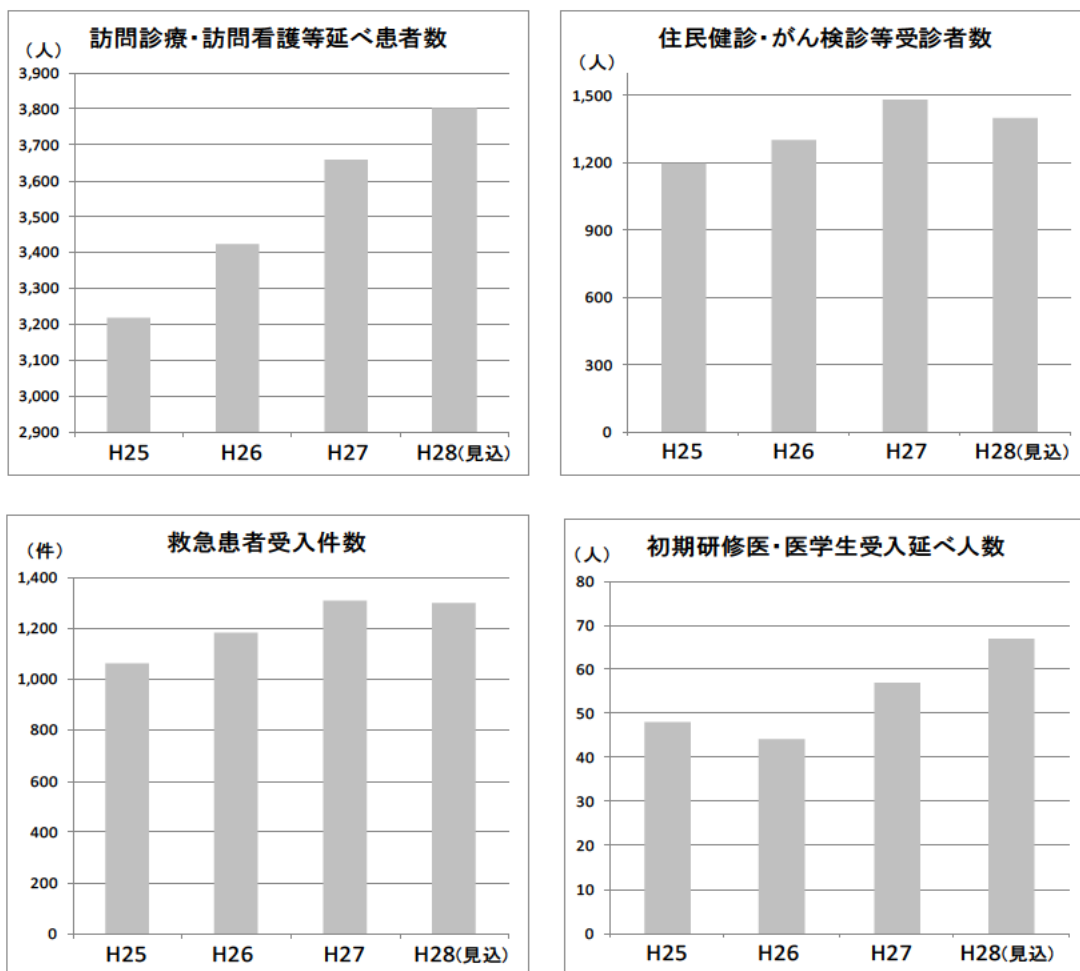 訪問診療・訪問看護等延べ患者数
（人）
3,900
3,800
3,700
3,600
3,500
3,400
3,300
3,200
3,100
3,000
2,900
H25 H26 H27 H28(見込)
住民健診・がん検診等受診者数
（人）
1,500
1,200
900
600
300
0
H25 H26 H27 H28(見込)
救急患者受入件数
（件）
1,400
1,200
1,000
800
600
400
200
0
H25 H26 H27 H28(見込)
初期研修医・医学生受入延べ人数
（人）
80
70
60
50
40
30
20
10
0
H25 H26 H27 H28(見込)